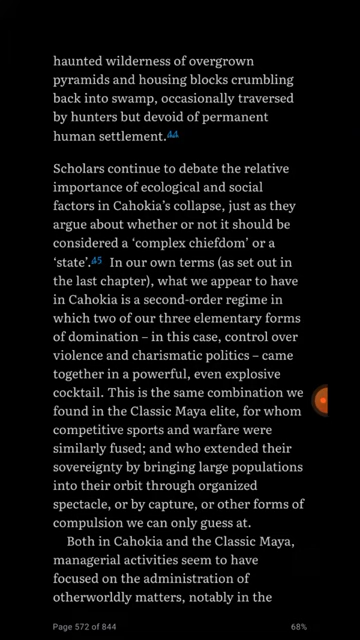 haunted wilderness of overgrown
pyramids and housing blocks crumbling
back into swamp, occasionally traversed
by hunters but devoid of permanent
human settlement.44
Scholars continue to debate the relative
importance of ecological and social
factors in Cahokia’s collapse, just as they
argue about whether or not it should be
considered a ‘complex chiefdom’ or a
‘state’.45 In our own terms (as set out in
the last chapter), what we appear to have
in Cahokia is a second-order regime in
which two of our three elementary forms
of domination – in this case, control over
violence and charismatic politics – came
together in a powerful, even explosive
cocktail. This is the same combination we
found in the Classic Maya elite, for whom
competitive sports and warfare were
similarly fused; and who extended their
sovereignty by bringing large populations
into their orbit through organized
spectacle, or by capture, or other forms of
compulsion we can only guess at.
Both in Cahokia and the Classic Maya,
managerial activities seem to have
focused on the administration of
otherworldly matters, notably in the
Page 572 of 844
68%